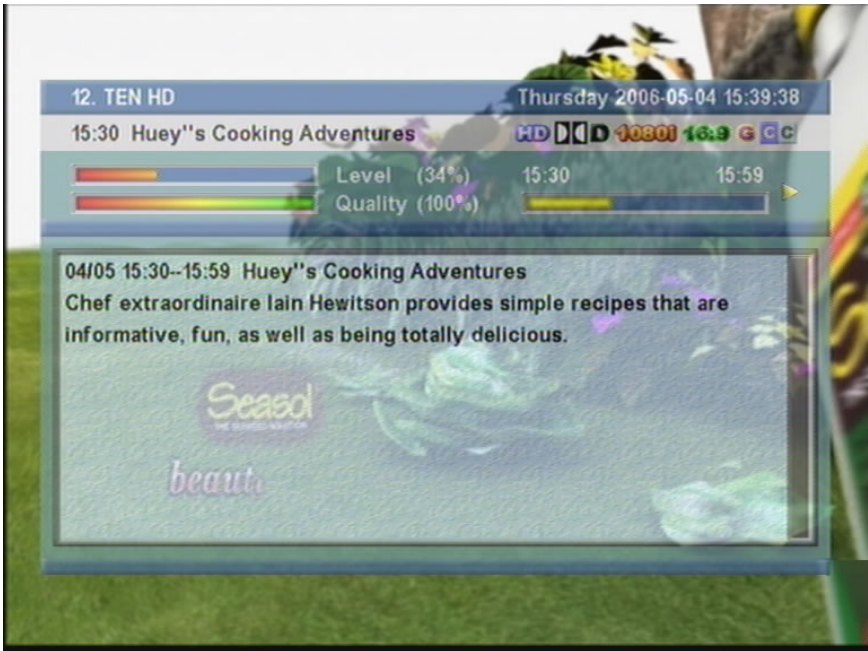 12. TEN HD Thursday 2006-05-04 15:39:38
15:30 Huey"s Cooking Adventures HD D 1080i 16:9 G CC
Level (34%) 15:30 15:59
Quality (100%)
04/05 15:30--15:59 Huey"s Cooking Adventures
Chef extraordinaire Iain Hewitson provides simple recipes that are
informative, fun, as well as being totally delicious.
Seasol
beaut